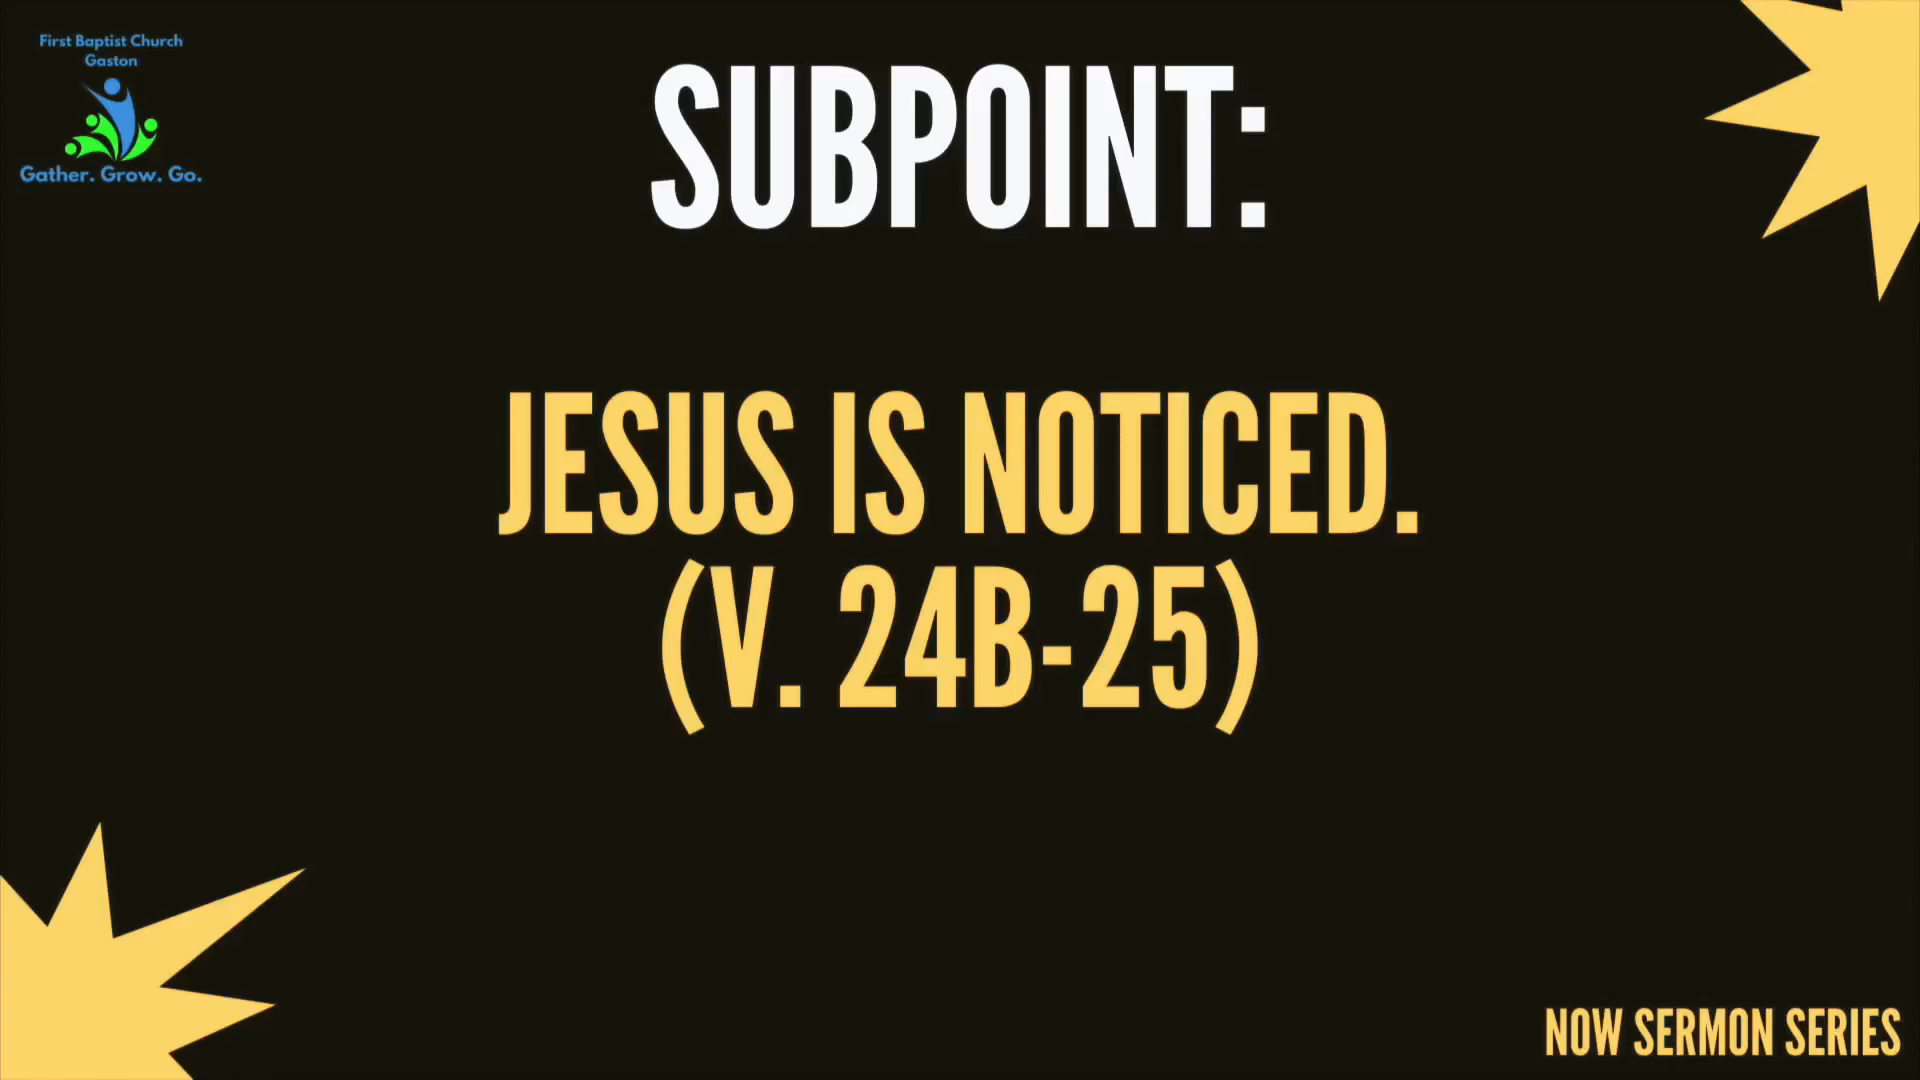 First Baptist Church
Gaston
Gather. Grow. Go.
SUBPOINT:
JESUS IS NOTICED.
(V. 24B-25)
NOW SERMON SERIES